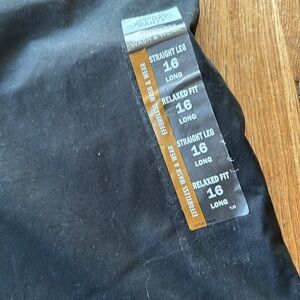 WASH & WEAR
EFFORTLESS WASH & WEAR
STRAIGHT LEG
16
LONG
RELAXED FIT
16
LONG
EFFORTLESS WASH & WEAR
STRAIGHT LEG
16
LONG
RELAXED FIT
16
LONG